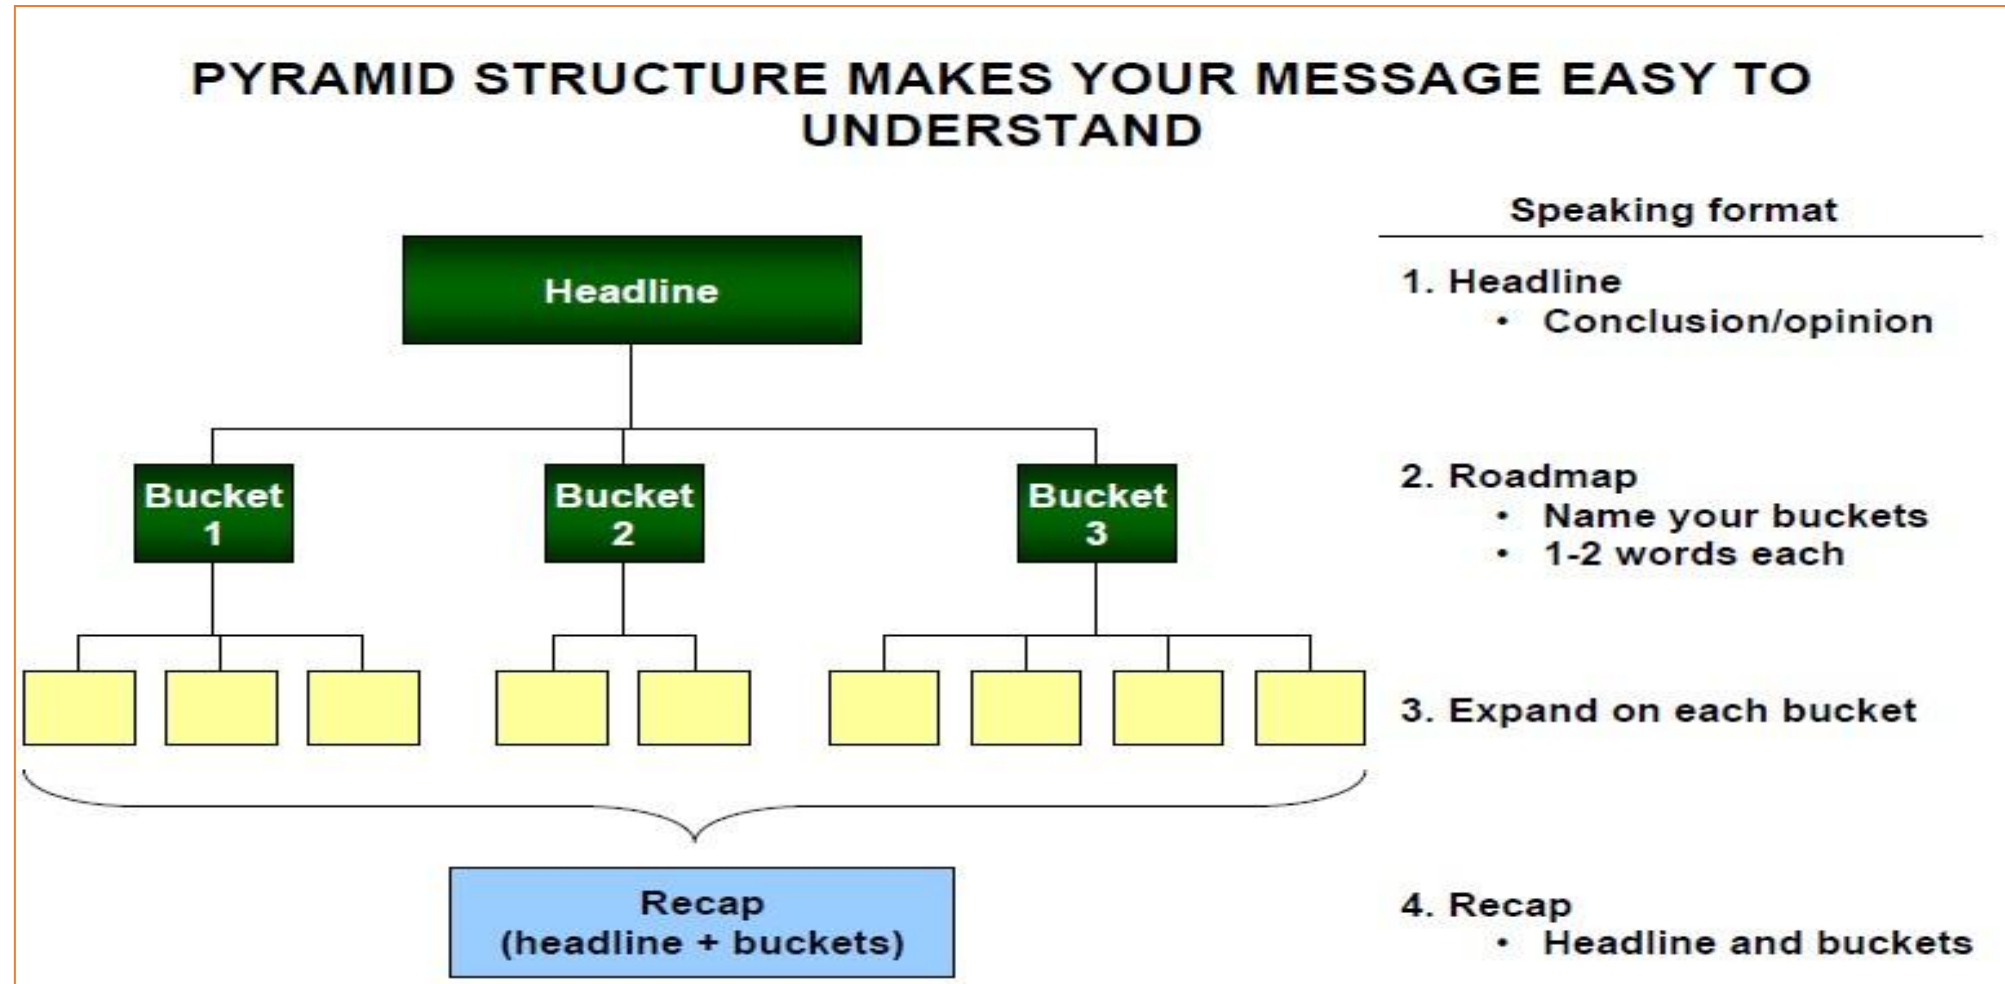 PYRAMID STRUCTURE MAKES YOUR MESSAGE EASY TO
UNDERSTAND
Speaking format
Headline
1. Headline
• Conclusion/opinion
Bucket
1
Bucket
2
Bucket
3
2. Roadmap
• Name your buckets
• 1-2 words each
3. Expand on each bucket
Recap
(headline + buckets)
4. Recap
• Headline and buckets